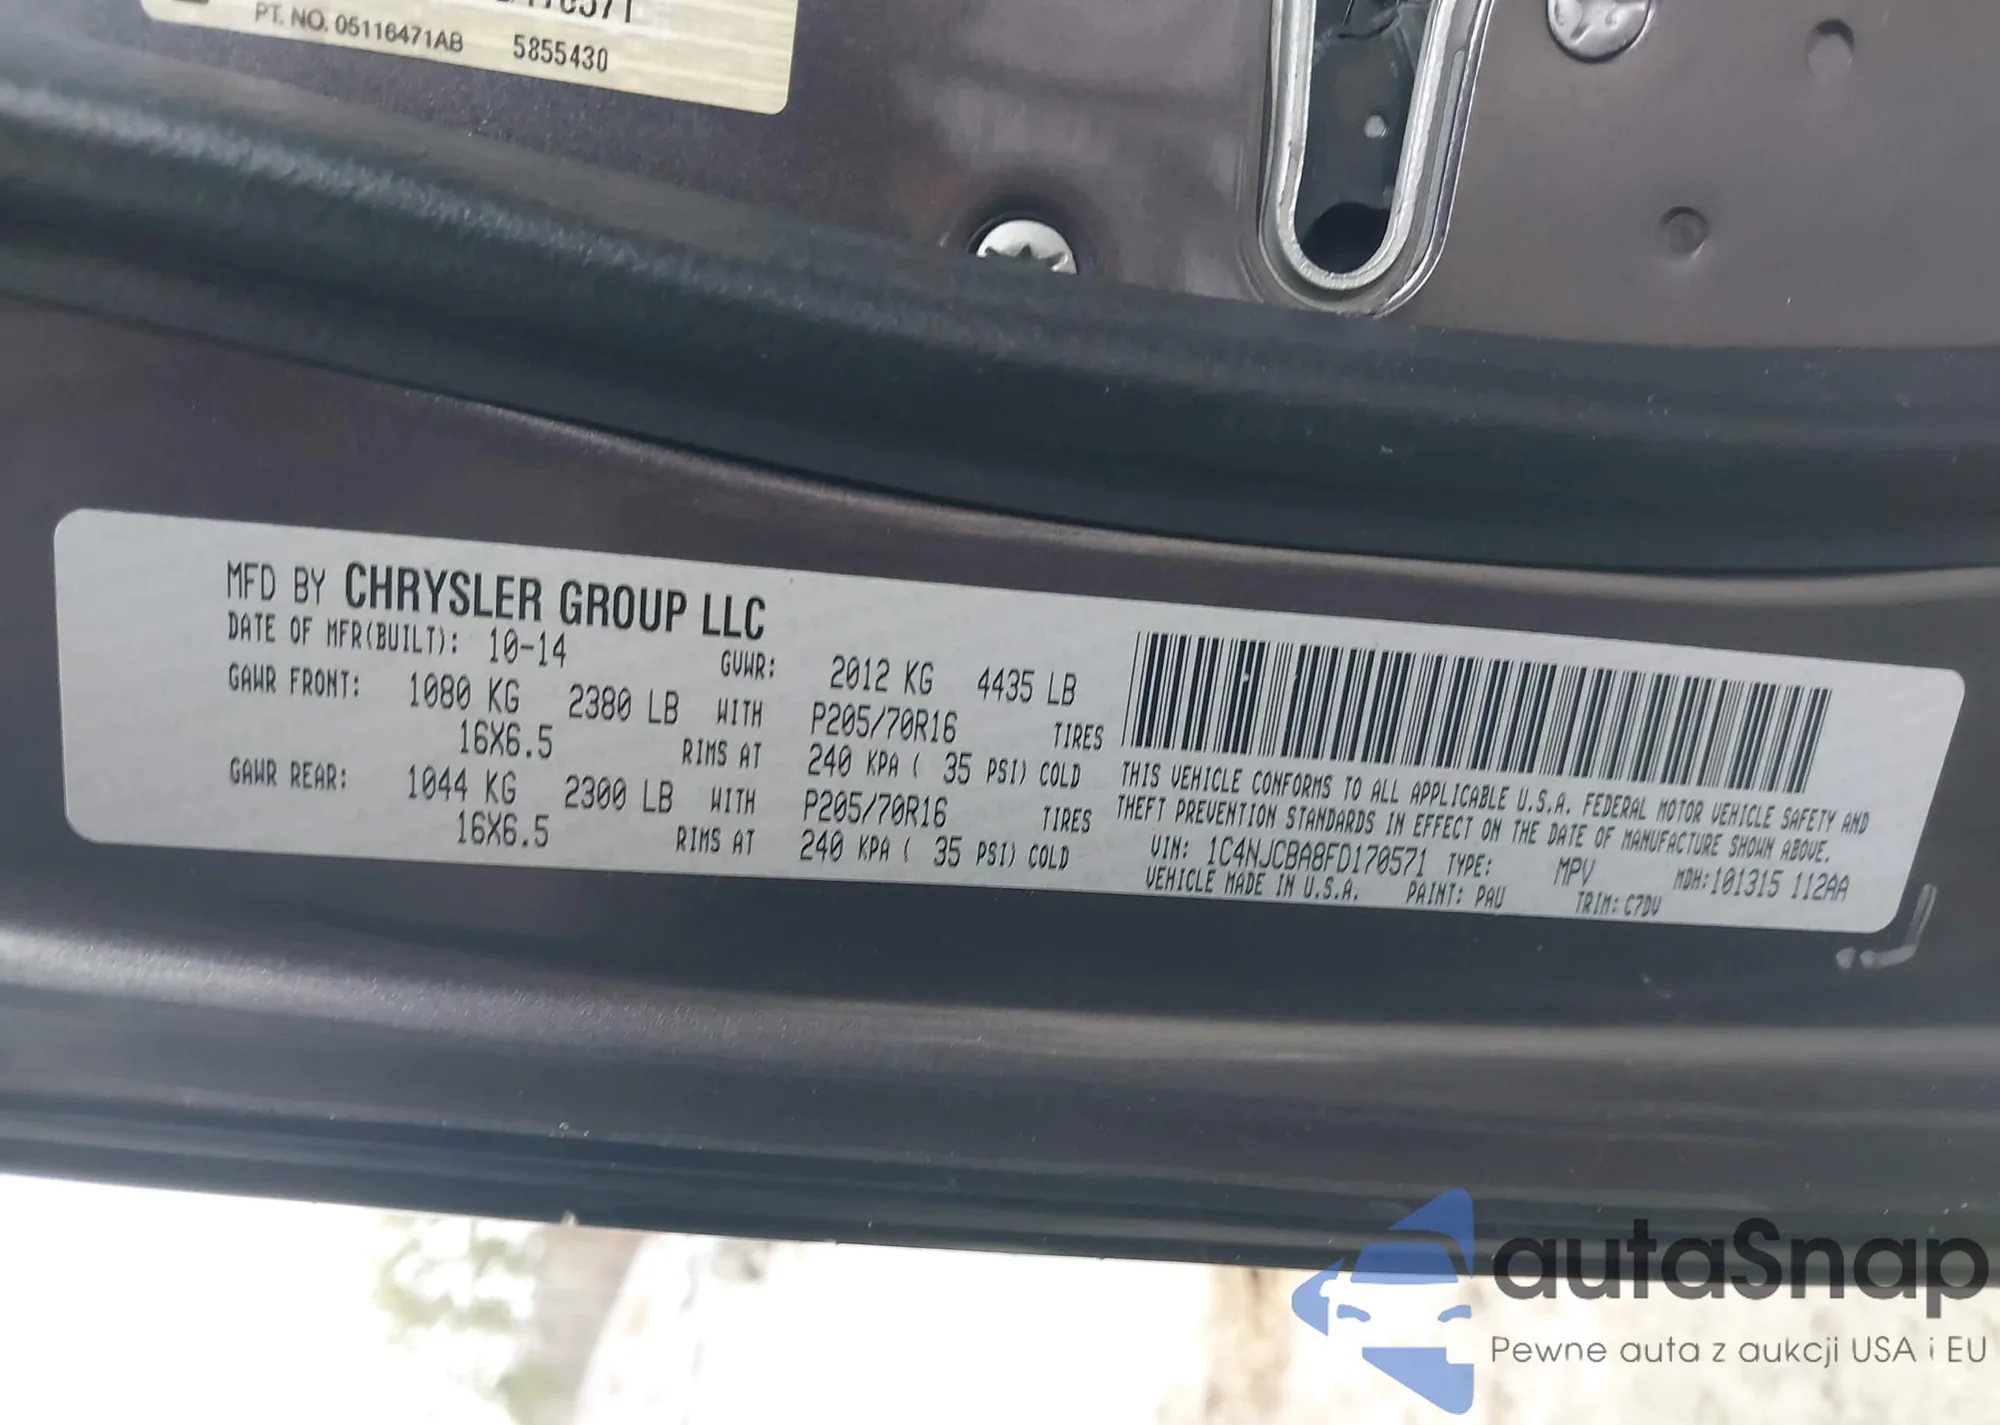 170571
PT. NO. 05116471AB 5855430
MFD BY CHRYSLER GROUP LLC
DATE OF MFR(BUILT): 10-14 GVWR: 2012 KG 4435 LB
GAWR FRONT: 1080 KG 2380 LB WITH P205/70R16 TIRES
16X6.5 RIMS AT 240 KPA ( 35 PSI) COLD
GAWR REAR: 1044 KG 2300 LB WITH P205/70R16 TIRES
16X6.5 RIMS AT 240 KPA ( 35 PSI) COLD
THIS VEHICLE CONFORMS TO ALL APPLICABLE U.S.A. FEDERAL MOTOR VEHICLE SAFETY AND
THEFT PREVENTION STANDARDS IN EFFECT ON THE DATE OF MANUFACTURE SHOWN ABOVE.
VIN: 1C4NJCBA8FD170571 TYPE: MPV MDH:101315 112AA
VEHICLE MADE IN U.S.A. PAINT: PAU TRIM: C7DV
autaSnap
Pewne auta z aukcji USA i EU